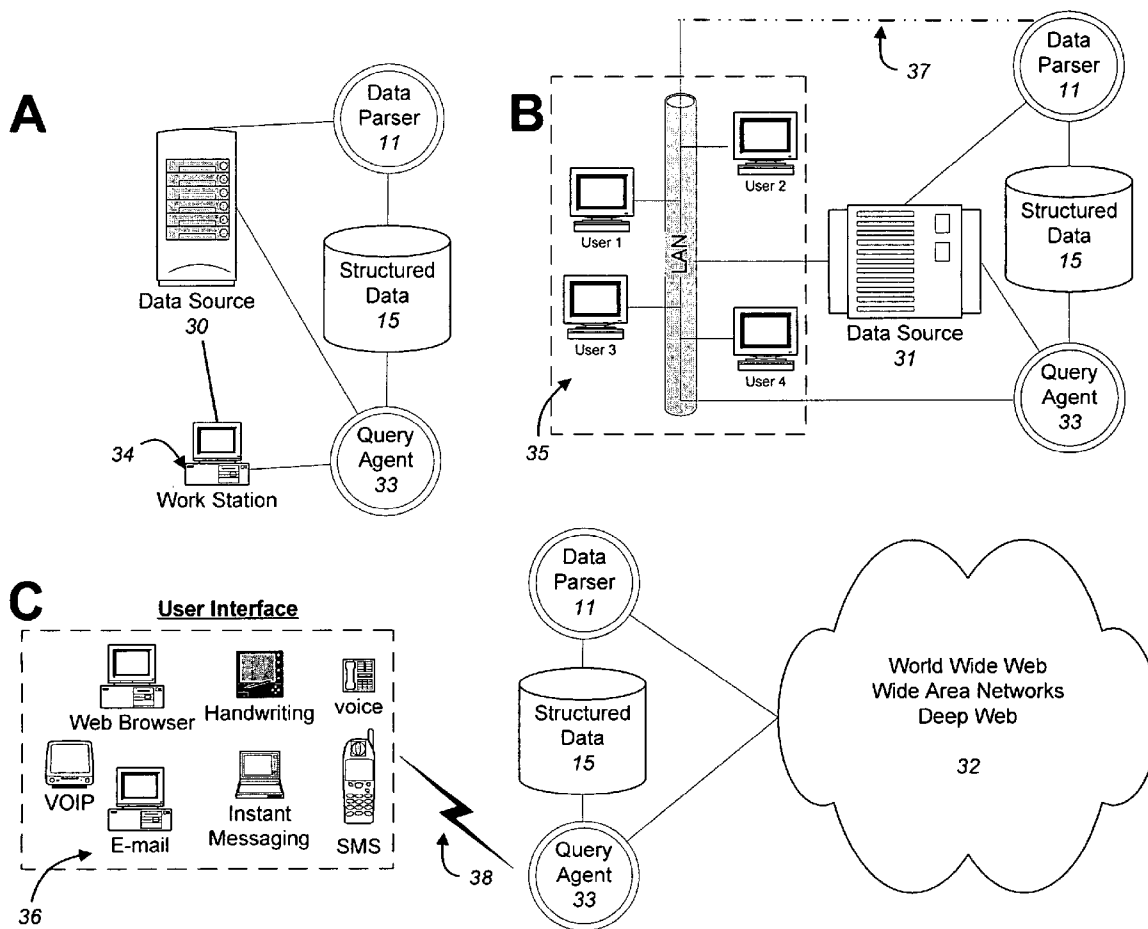 A
Data
Parser
11
Data Source
30
Structured
Data
15
34
Work Station
Query
Agent
33
B
37
Data
Parser
11
User 2
User 1
LAN
User 3
User 4
Data Source
31
Structured
Data
15
Query
Agent
33
35
C
User Interface
Web Browser
Handwriting
voice
VOIP
E-mail
Instant
Messaging
SMS
36
38
Data
Parser
11
Structured
Data
15
Query
Agent
33
World Wide Web
Wide Area Networks
Deep Web
32